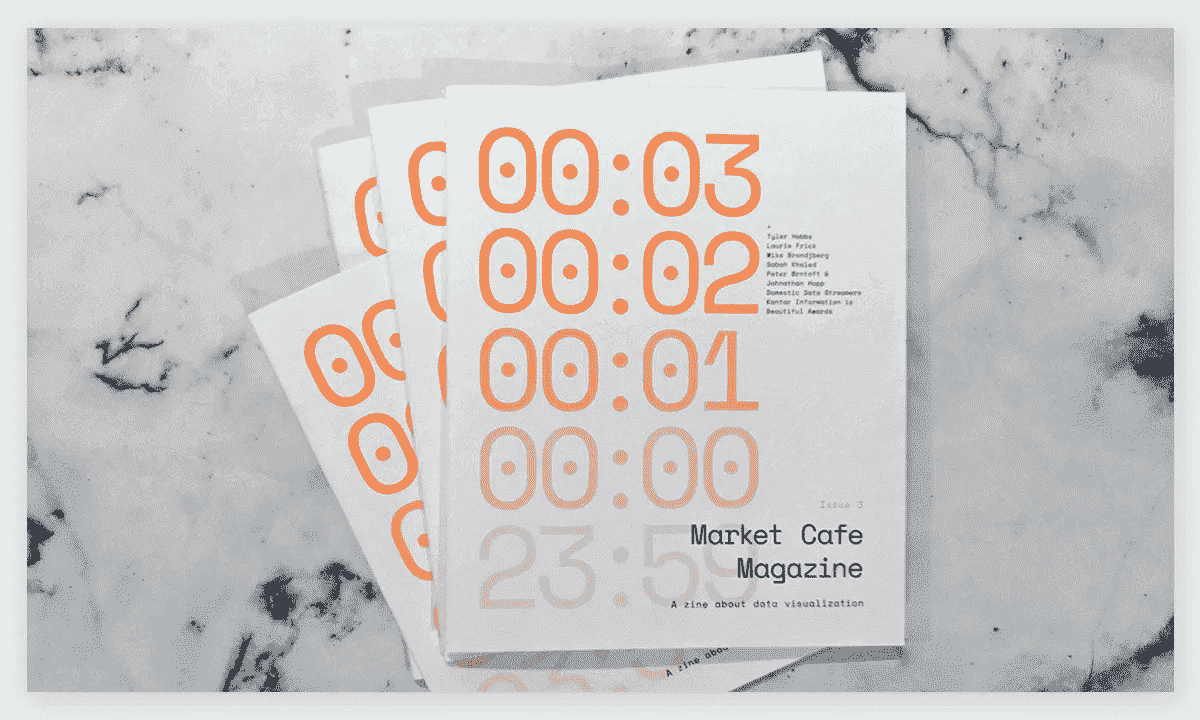 00:03
00:02
00:01
00:00
23:59
Tyler Hobbs
Laurie Frick
Mike Brondbjerg
Sabah Khaled
Peter Ørntoft &
Johnathan Hopp
Domestic Data Streamers
Kantar Information is
Beautiful Awards
Issue 3
Market Cafe
Magazine
A zine about data visualization
A zine abou